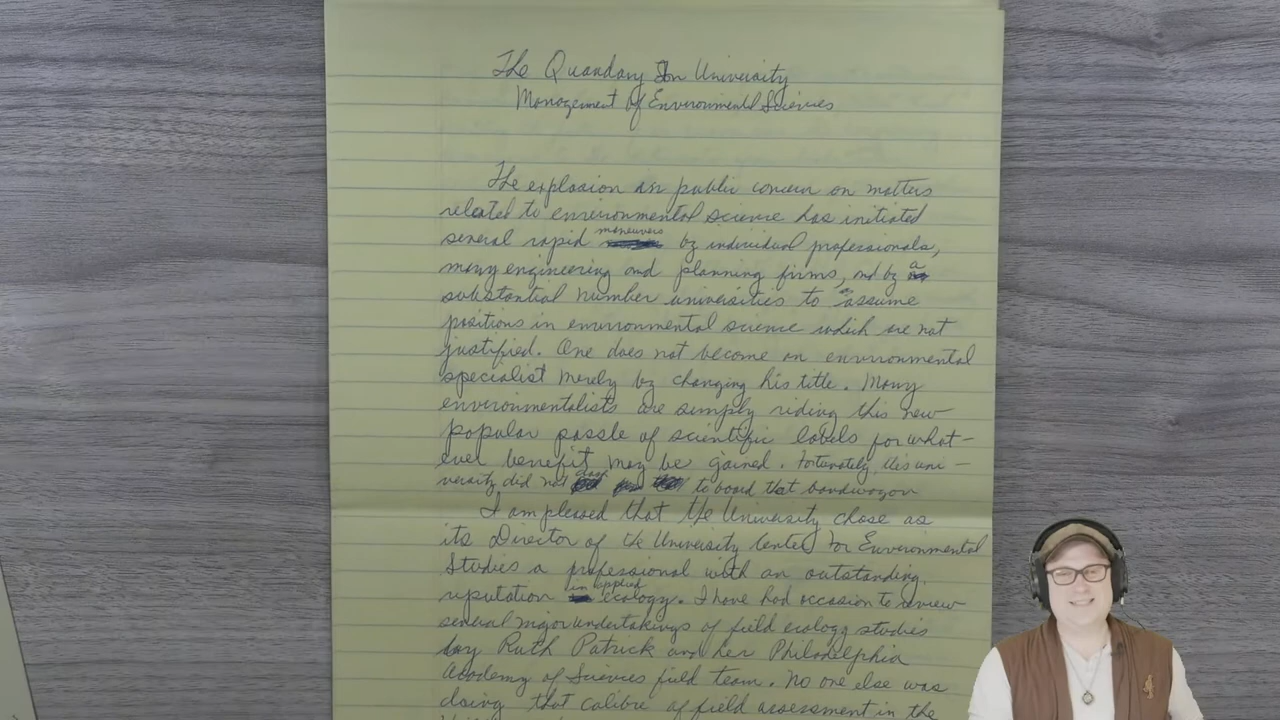 The Quandary In University
Management of Environmental Sciences
The explosion in public concern on matters
related to environmental science has initiated
several rapid maneuvers by individual professionals,
many engineering and planning firms, and by a
substantial number universities to assume
positions in environmental science which are not
justified. One does not become an environmental
specialist merely by changing his title. Many
environmentalists are simply riding this new
popular passle of scientific labels for what-
ever benefit may be gained. Fortunately this uni-
versity did not to board that bandwagon
I am pleased that the University chose as
its Director of the University Center For Environmental
Studies a professional with an outstanding
reputation in applied ecology. I have had occasion to review
several major undertakings of field ecology studies
by Ruth Patrick and her Philadelphia
Academy of Sciences field team. No one else was
doing that calibre of field assessment in the